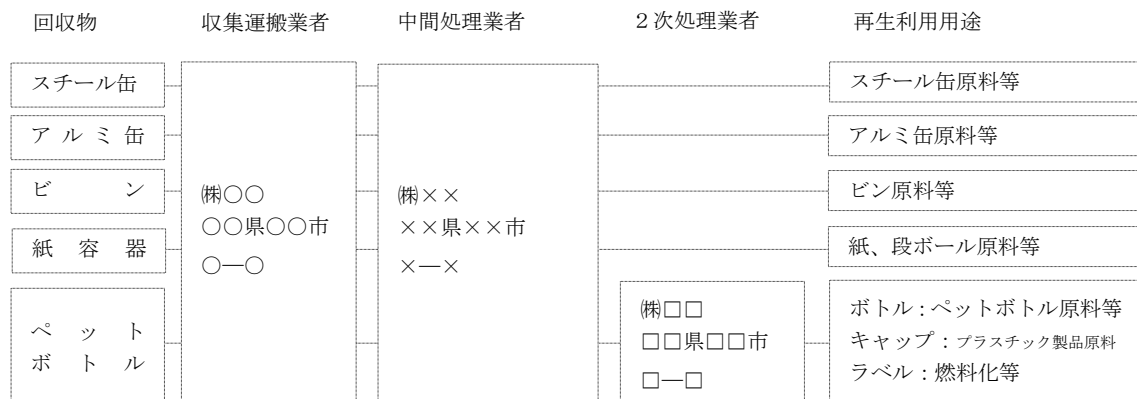 回収物 収集運搬業者 中間処理業者 2次処理業者 再生利用用途
スチール缶
アルミ缶
ビン
紙容器
ペット
ボトル
㈱○○
○○県○○市
○―○
㈱××
××県××市
×―×
㈱□□
□□県□□市
□―□
スチール缶原料等
アルミ缶原料等
ビン原料等
紙、段ボール原料等
ボトル:ペットボトル原料等
キャップ:プラスチック製品原料
ラベル:燃料化等